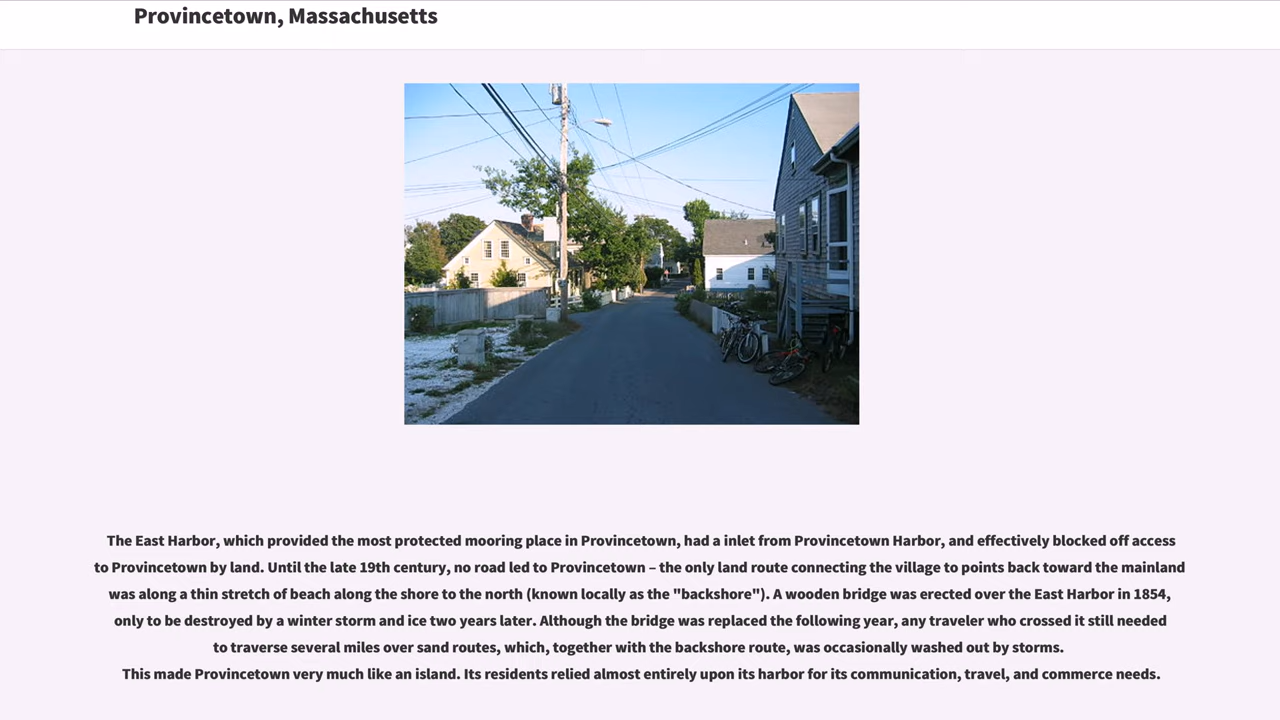 Provincetown, Massachusetts
The East Harbor, which provided the most protected mooring place in Provincetown, had a inlet from Provincetown Harbor, and effectively blocked off access
to Provincetown by land. Until the late 19th century, no road led to Provincetown – the only land route connecting the village to points back toward the mainland
was along a thin stretch of beach along the shore to the north (known locally as the "backshore"). A wooden bridge was erected over the East Harbor in 1854,
only to be destroyed by a winter storm and ice two years later. Although the bridge was replaced the following year, any traveler who crossed it still needed
to traverse several miles over sand routes, which, together with the backshore route, was occasionally washed out by storms.
This made Provincetown very much like an island. Its residents relied almost entirely upon its harbor for its communication, travel, and commerce needs.